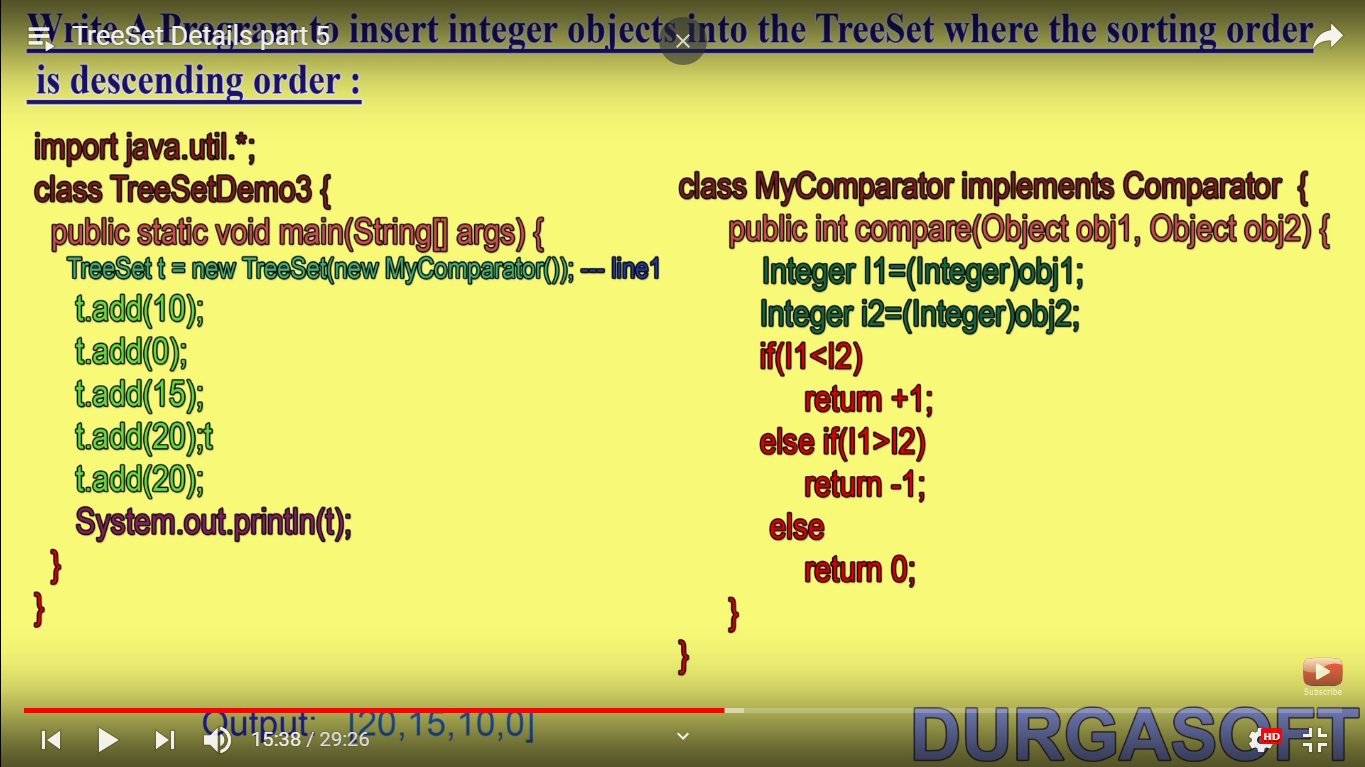 Write A Program to insert integer objects into the TreeSet where the sorting order
is descending order :
TreeSet Details part 5
import java.util.*;
class TreeSetDemo3 {
public static void main(String[] args) {
TreeSet t = new TreeSet(new MyComparator()); --- line1
t.add(10);
t.add(0);
t.add(15);
t.add(20);t
t.add(20);
System.out.println(t);
}
}
class MyComparator implements Comparator {
public int compare(Object obj1, Object obj2) {
Integer I1=(Integer)obj1;
Integer i2=(Integer)obj2;
if(I1<I2)
return +1;
else if(I1>I2)
return -1;
else
return 0;
}
}
Subscribe
Output: [20,15,10,0]
15:38 / 29:26
DURGASOFT
HD